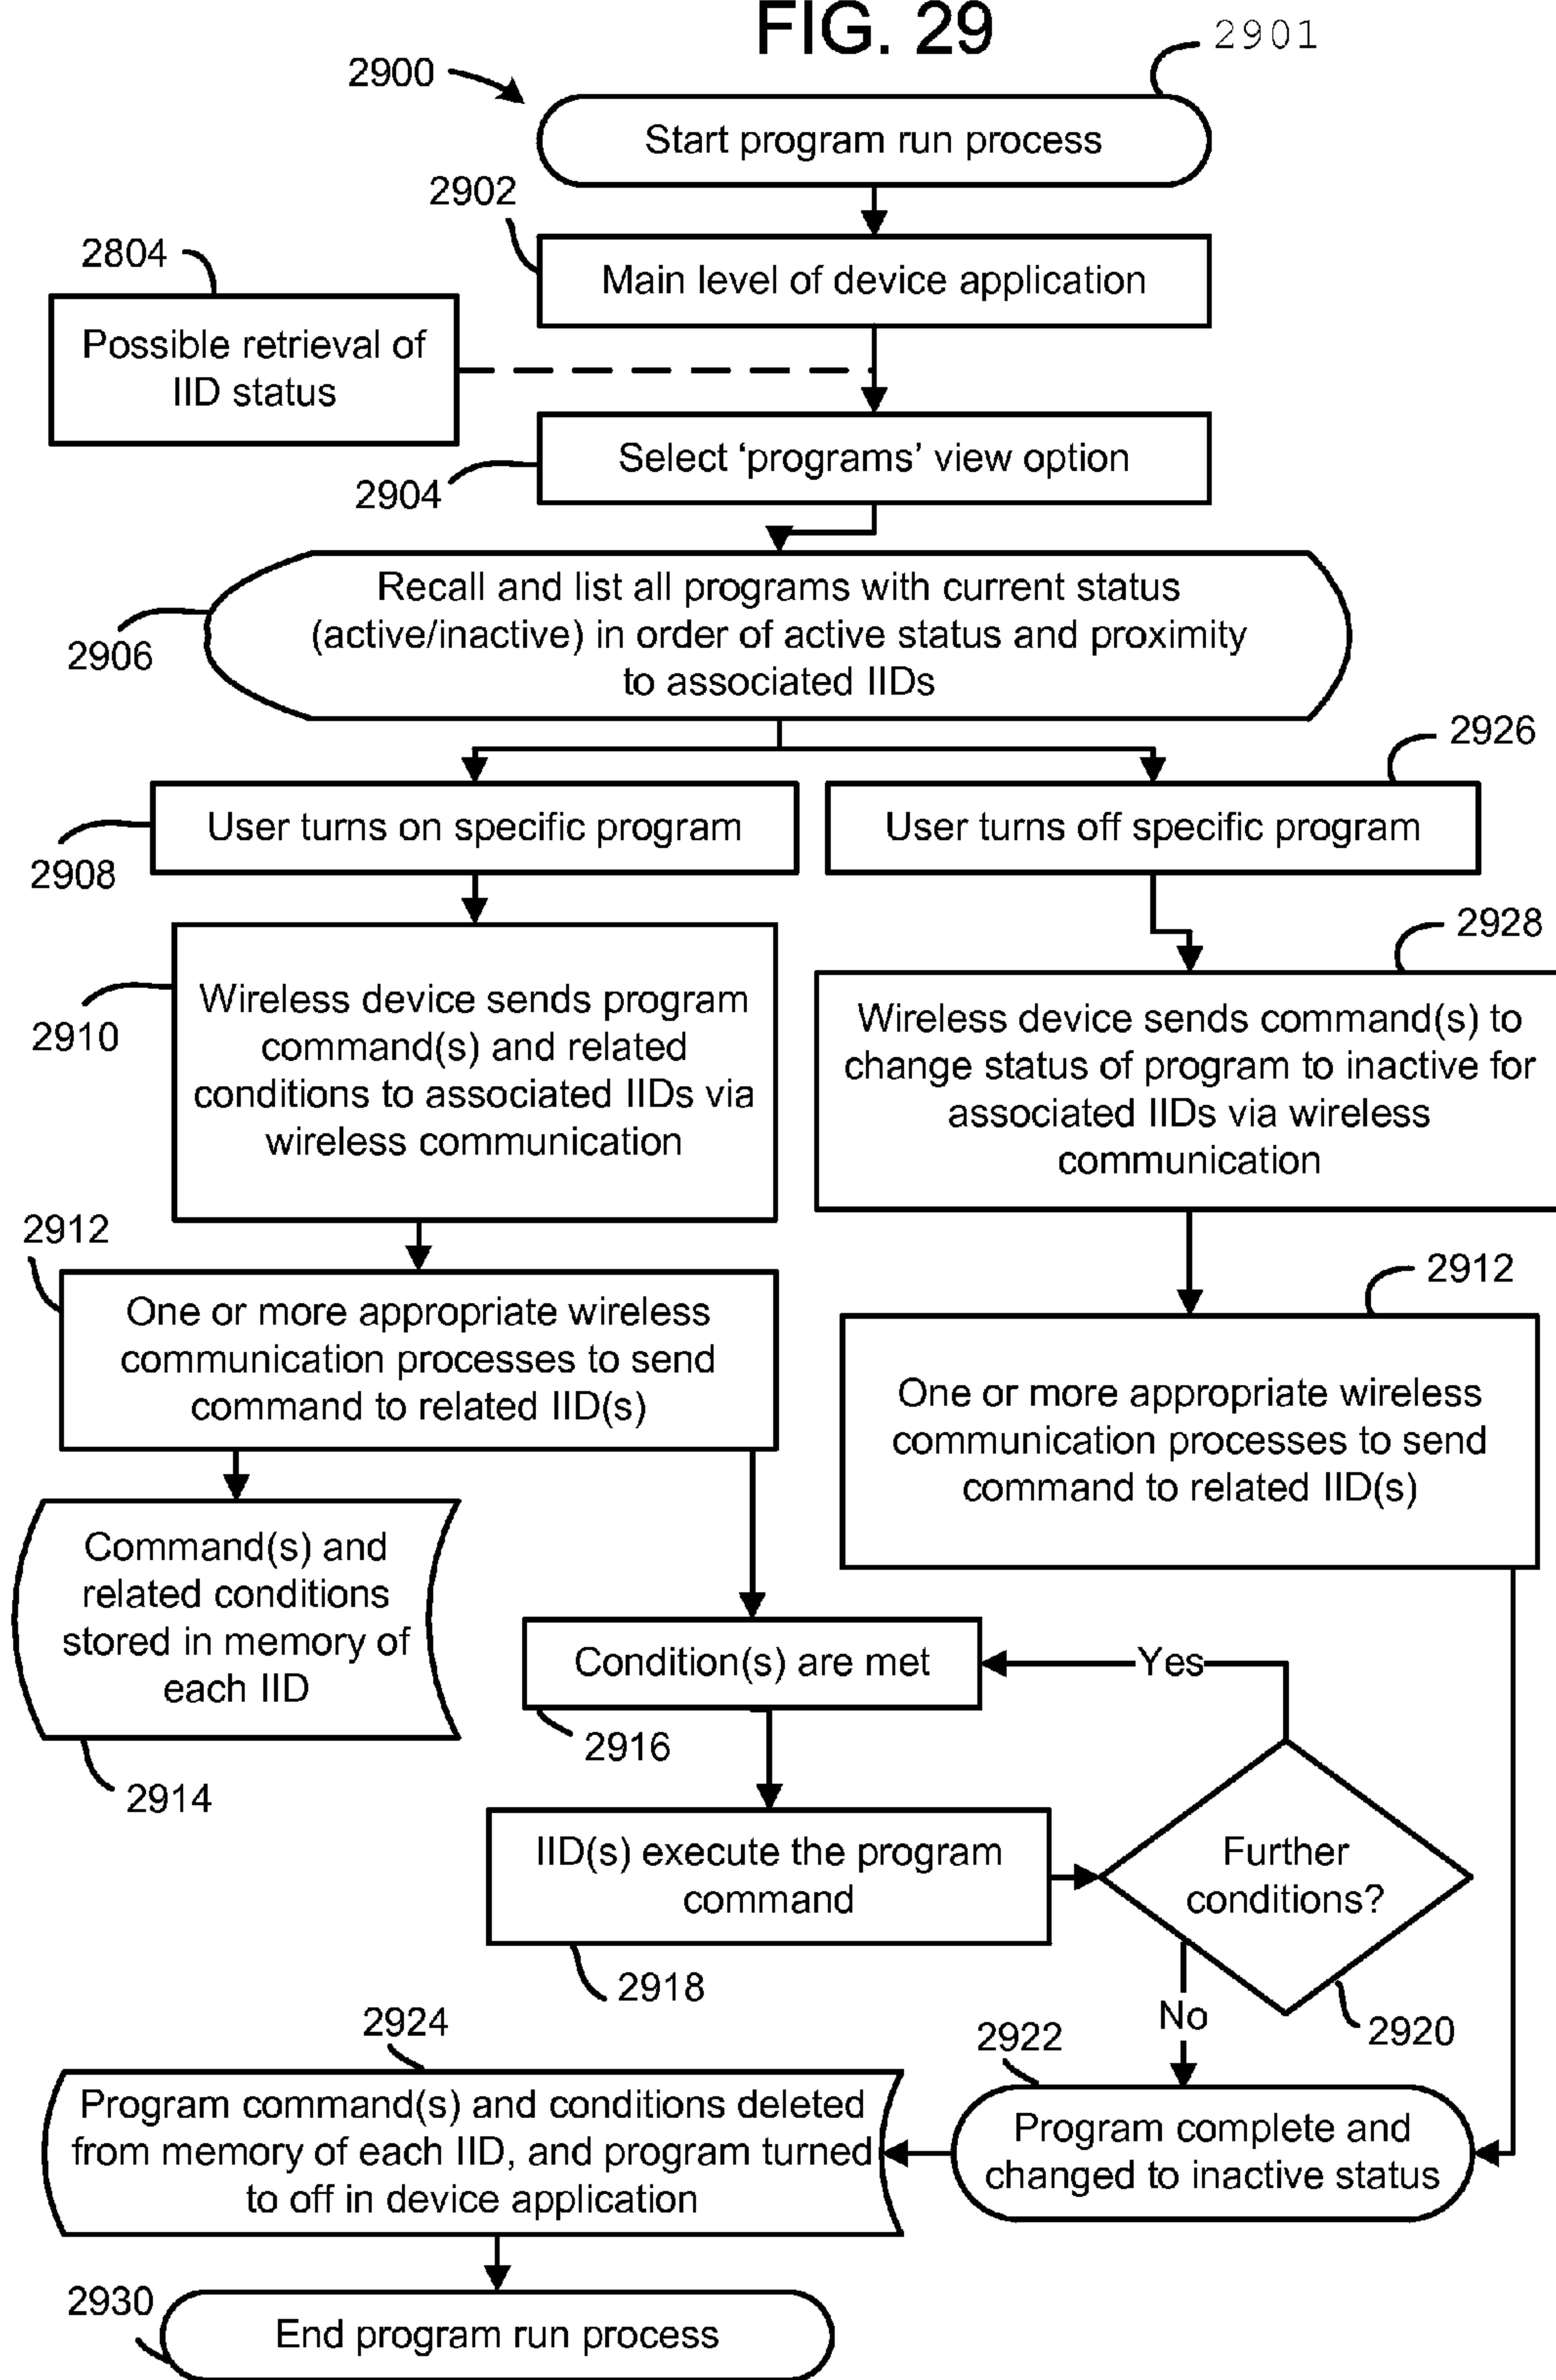 FIG. 29
2901
2900
Start program run process
2902
Main level of device application
2804
Possible retrieval of
IID status
Select ‘programs’ view option
2904
Recall and list all programs with current status
(active/inactive) in order of active status and proximity
to associated IIDs
2906
2926
User turns on specific program
User turns off specific program
2908
2928
Wireless device sends program
command(s) and related
conditions to associated IIDs via
wireless communication
2910
Wireless device sends command(s) to
change status of program to inactive for
associated IIDs via wireless
communication
2912
One or more appropriate wireless
communication processes to send
command to related IID(s)
2912
One or more appropriate wireless
communication processes to send
command to related IID(s)
Command(s) and
related conditions
stored in memory of
each IID
2914
Condition(s) are met
Yes
2916
IID(s) execute the program
command
Further
conditions?
2918
No
2920
2924
2922
Program command(s) and conditions deleted
from memory of each IID, and program turned
to off in device application
Program complete and
changed to inactive status
2930
End program run process